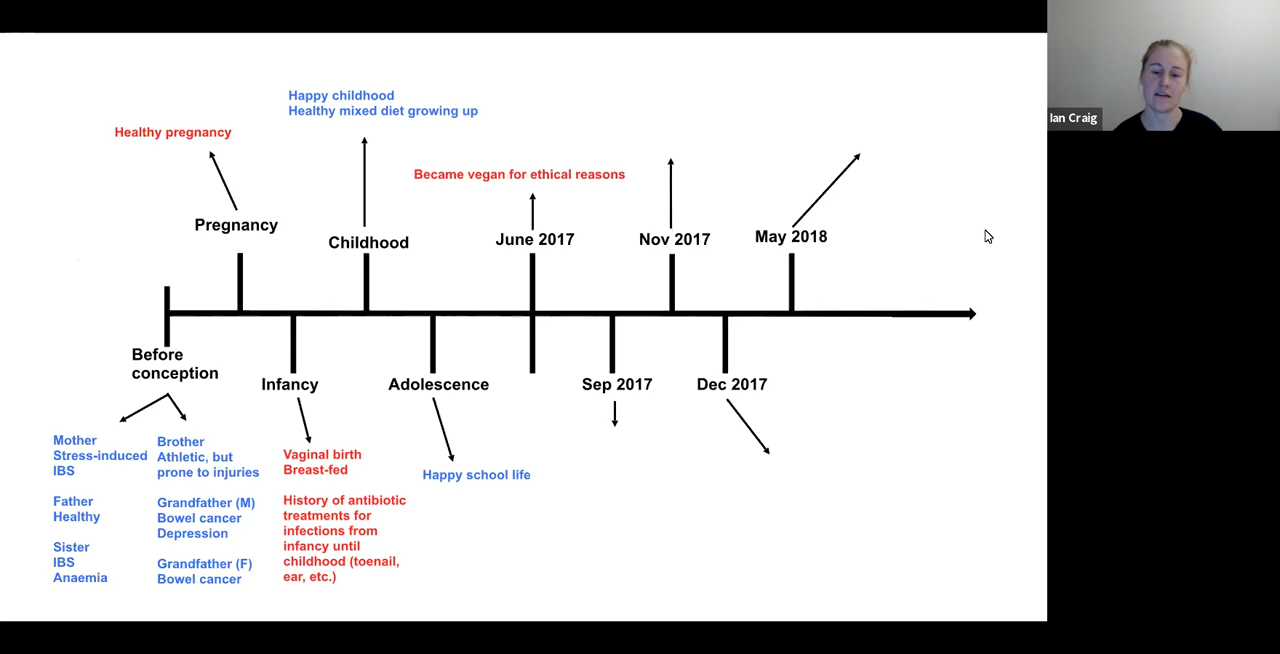 Happy childhood
Healthy mixed diet growing up
Healthy pregnancy
Became vegan for ethical reasons
Pregnancy
Childhood
June 2017
Nov 2017
May 2018
Before
conception
Infancy
Adolescence
Sep 2017
Dec 2017
Mother
Stress-induced
IBS
Father
Healthy
Sister
IBS
Anaemia
Brother
Athletic, but
prone to injuries
Grandfather (M)
Bowel cancer
Depression
Grandfather (F)
Bowel cancer
Vaginal birth
Breast-fed
History of antibiotic
treatments for
infections from
infancy until
childhood (toenail,
ear, etc.)
Happy school life
Ian Craig